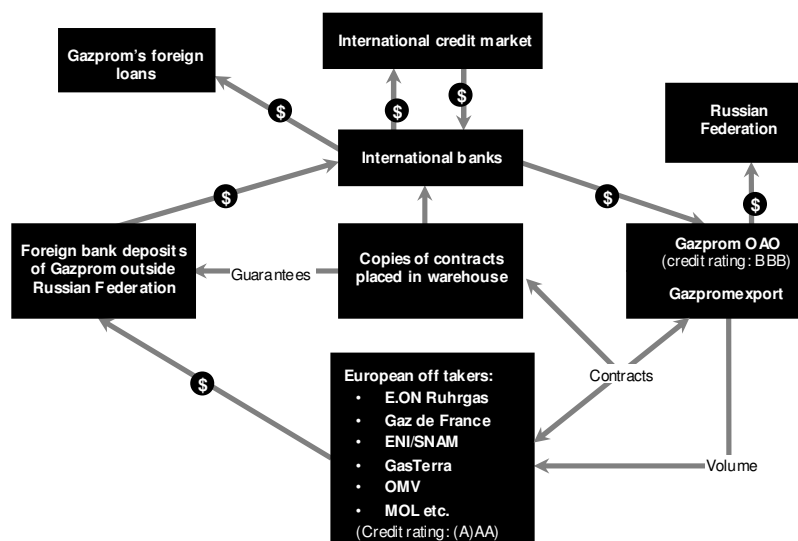 International credit market
Gazprom's foreign
loans
$
$
$
Russian
Federation
International banks
$
$
$
Foreign bank deposits
of Gazprom outside
Russian Federation
Guarantees
Copies of contracts
placed in warehouse
Gazprom OAO
(credit rating: BBB)
Gazpromexport
$
European off takers:
• E.ON Ruhrgas
• Gaz de France
• ENI/SNAM
• GasTerra
• OMV
• MOL etc.
(Credit rating: (A)AA)
Contracts
Volume